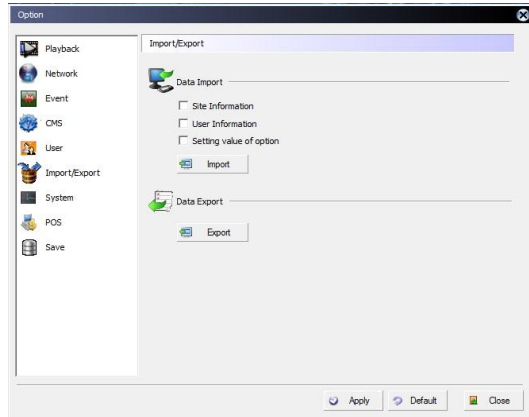 Option
Playback
Network
Event
CMS
User
Import/Export
System
POS
Save
Import/Export
Data Import
Site Information
User Information
Setting value of option
Import
Data Export
Export
Apply
Default
Close